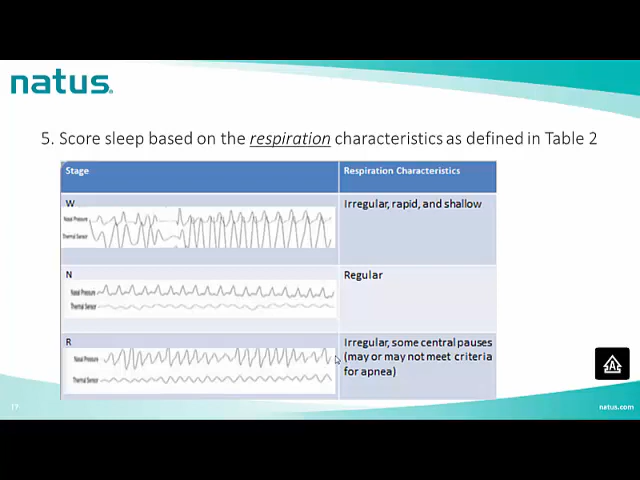 natus
5. Score sleep based on the respiration characteristics as defined in Table 2
Stage
Respiration Characteristics
W
Nasal Pressure
Thermal Sensor
Irregular, rapid, and shallow
N
Nasal Pressure
Thermal Sensor
Regular
R
Nasal Pressure
Thermal Sensor
Irregular, some central pauses
(may or may not meet criteria
for apnea)
natus.com